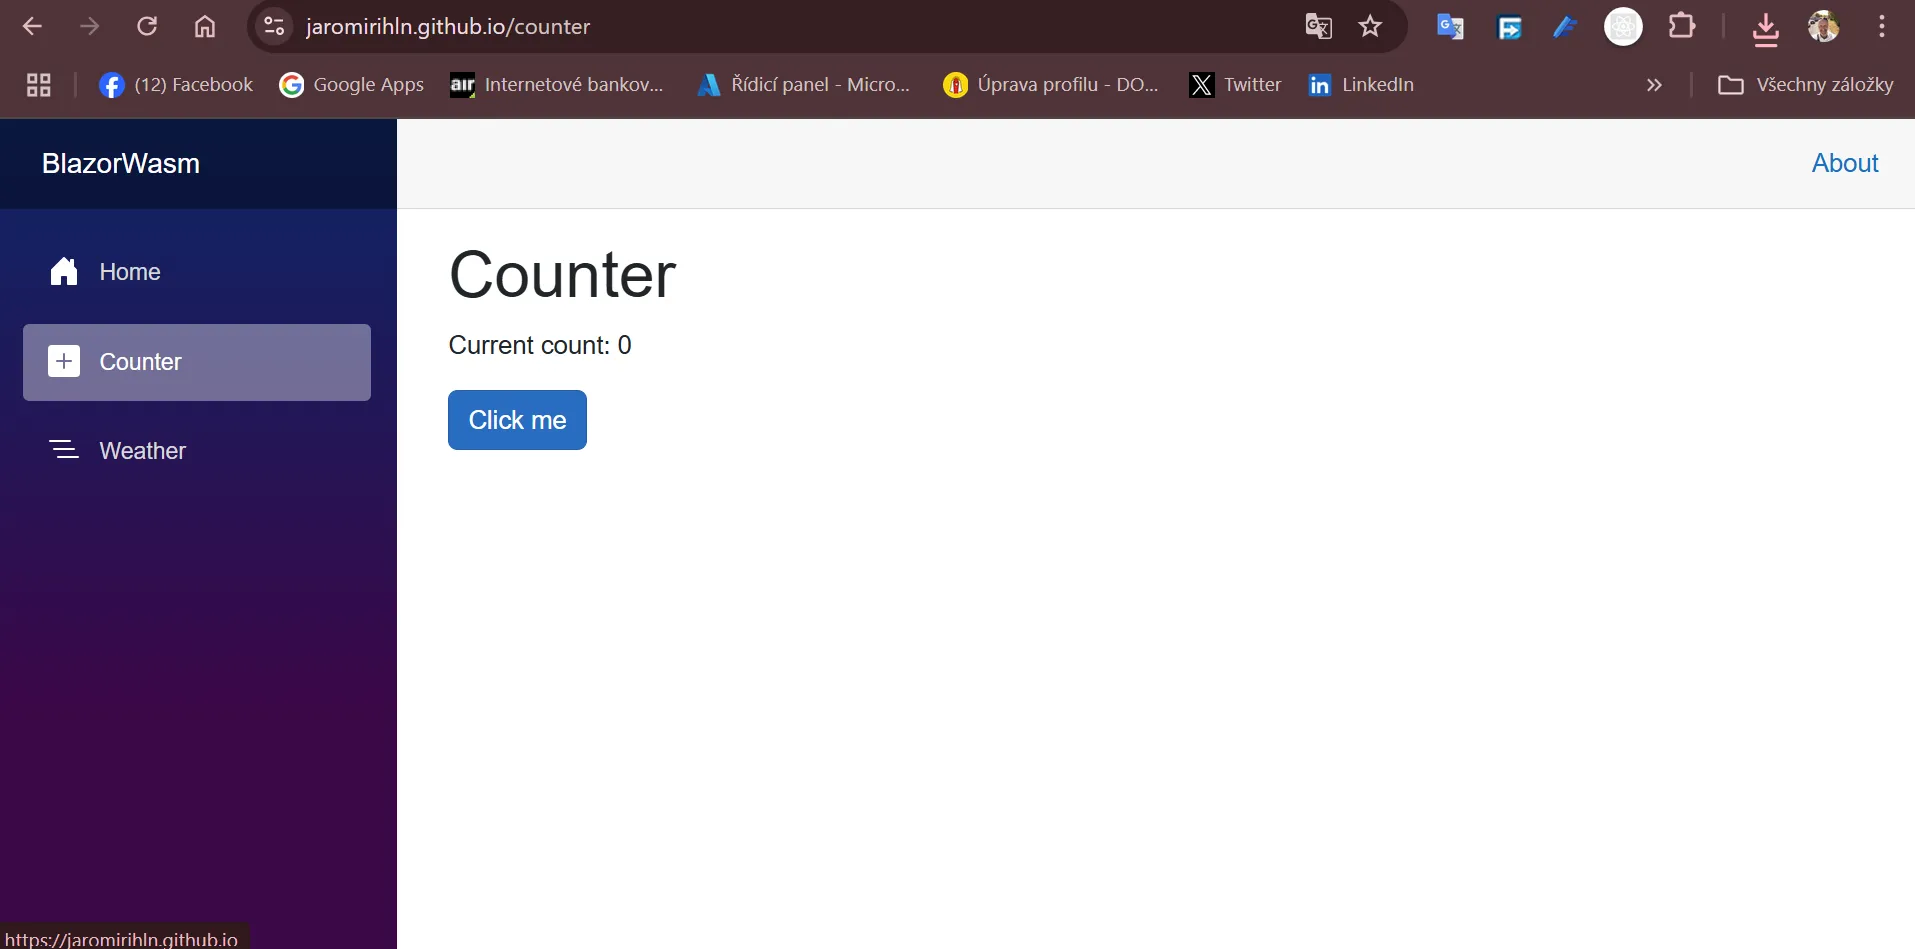 jaromirihln.github.io/counter
(12) Facebook
Google Apps
Internetové bankov...
Řídicí panel - Micro...
Úprava profilu - DO...
Twitter
LinkedIn
Všechny záložky
BlazorWasm
About
Home
Counter
Weather
Counter
Current count: 0
Click me
https://jaromirihln.github.io